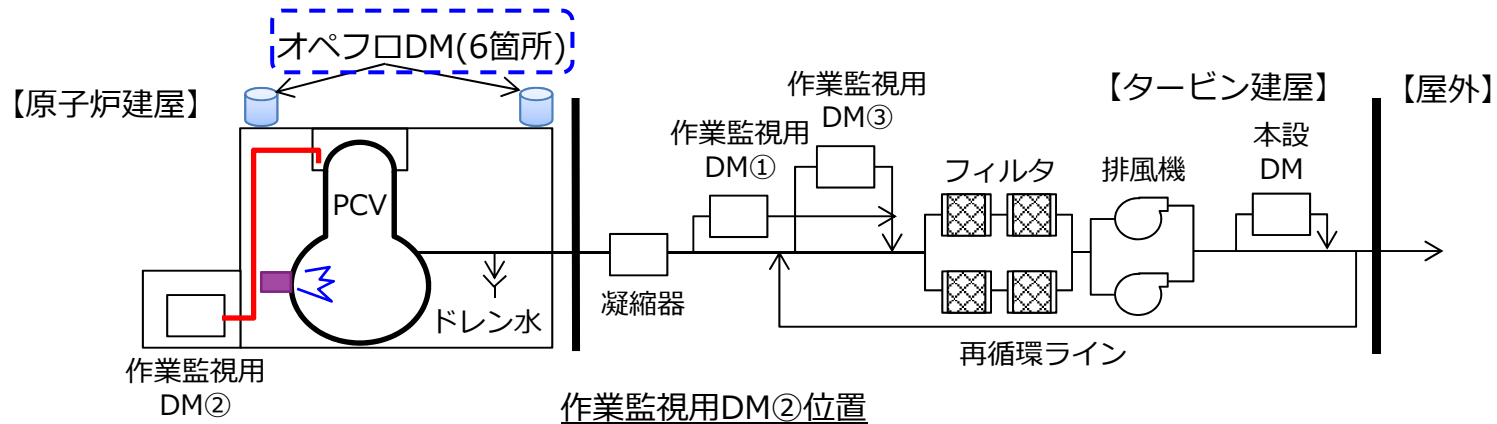 オペフロDM(6箇所)
【原子炉建屋】
作業監視用
DM③
【タービン建屋】
【屋外】
作業監視用
DM①
本設
DM
フィルタ
排風機
PCV
凝縮器
ドレン水
再循環ライン
作業監視用
DM②
作業監視用DM②位置